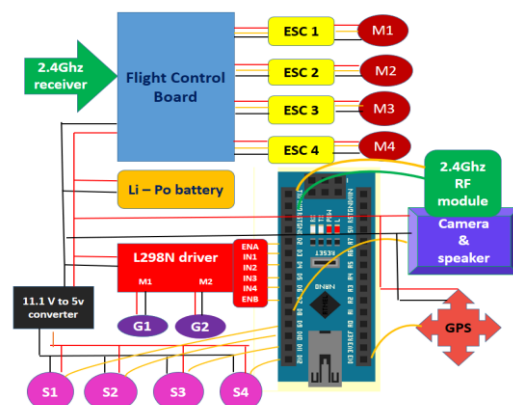 2.4Ghz
receiver
Flight Control
Board
ESC 1
M1
ESC 2
M2
ESC 3
M3
ESC 4
M4
2.4Ghz
RF
module
Li – Po battery
Camera
&
speaker
L298N driver
M1
M2
ENA
IN1
IN2
IN3
IN4
ENB
RESET
NANO
11.1 V to 5v
converter
G1
G2
GPS
S1
S2
S3
S4